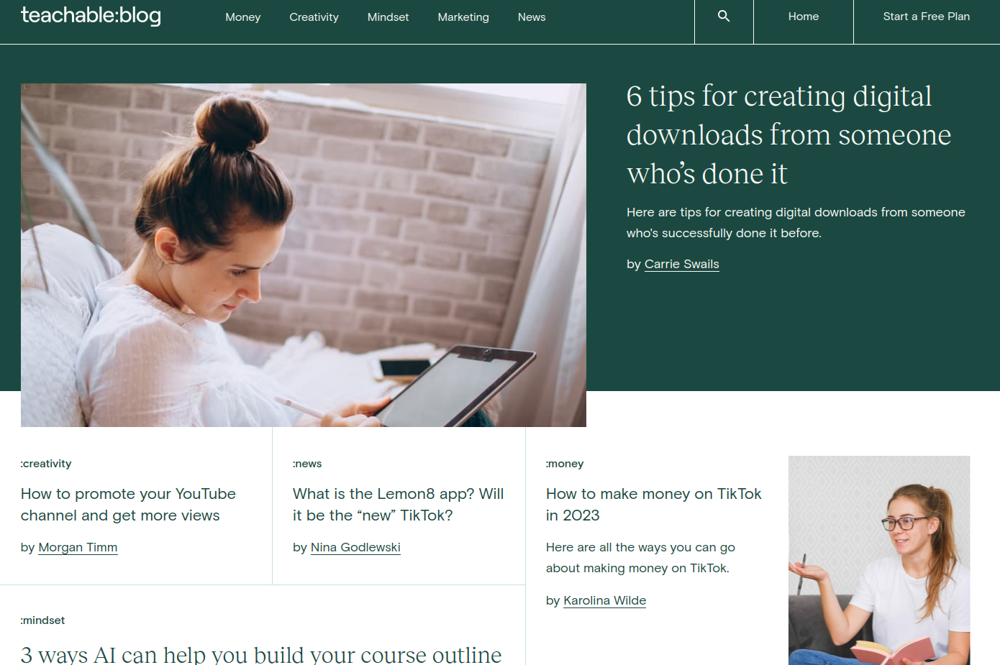 teachable:blog
Money
Creativity
Mindset
Marketing
News
Home
Start a Free Plan
6 tips for creating digital
downloads from someone
who’s done it
Here are tips for creating digital downloads from someone
who's successfully done it before.
by Carrie Swails
:creativity
How to promote your YouTube
channel and get more views
by Morgan Timm
:news
What is the Lemon8 app? Will
it be the “new” TikTok?
by Nina Godlewski
:money
How to make money on TikTok
in 2023
Here are all the ways you can go
about making money on TikTok.
by Karolina Wilde
:mindset
3 ways AI can help you build your course outline